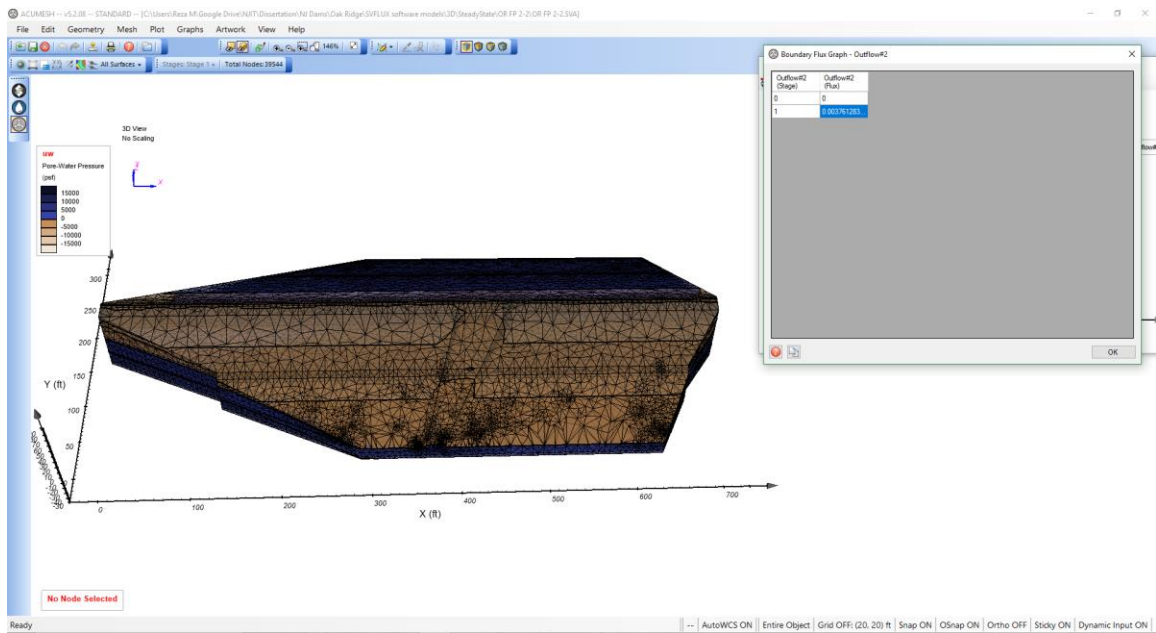 ACUMESH -- v5.2.08 -- STANDARD -- [C:\Users\Reza M\Google Drive\NJIT\Dissertation\NJ Dams\Oak Ridge\SVFLUX software models\3D\SteadyState\OR FP 2-2\OR FP 2-2.SVA]
File Edit Geometry Mesh Plot Graphs Artwork View Help
146%
All Surfaces Stages: Stage 1 Total Nodes:39544
Boundary Flux Graph - Outflow#2
Outflow#2 (Stage)
Outflow#2 (Flux)
0 0
1 0.003761283...
OK
3D View
No Scaling
uw
Pore-Water Pressure
(psf)
15000
10000
5000
0
-5000
-10000
-15000
Y
X
300
250
200
150
100
50
0
Y (ft)
0 100 200 300 400 500 600 700
X (ft)
No Node Selected
Ready -- AutoWCS ON Entire Object Grid OFF: (20, 20) ft Snap ON OSnap ON Ortho OFF Sticky ON Dynamic Input ON